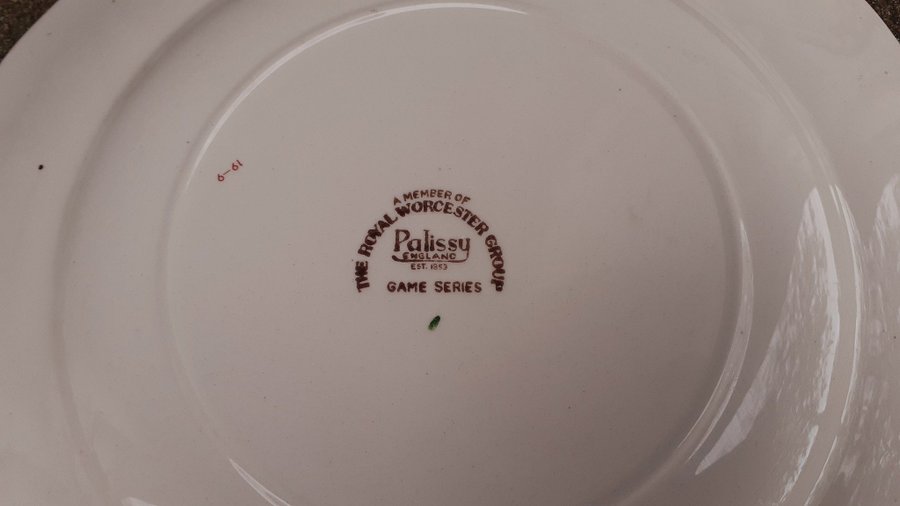 6-61
A MEMBER OF
THE ROYAL WORCESTER GROUP
Palissy
ENGLAND
EST. 1853
GAME SERIES